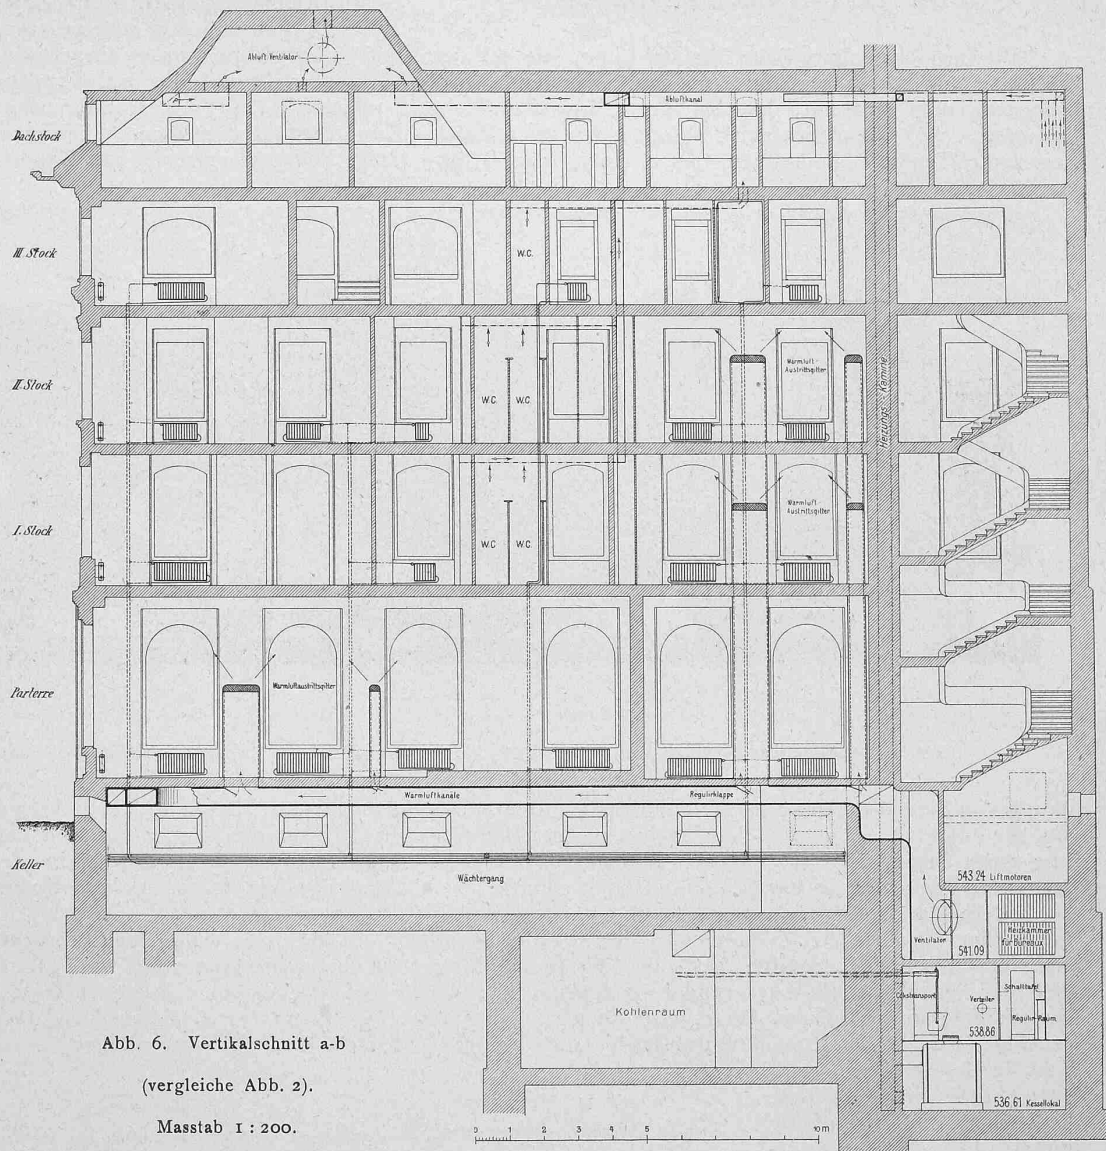 Abluft Ventilator
Abluftkanal
Dachstock
III. Stock
W.C.
II. Stock
W.C. W.C.
Warmluft-
Austrittsgitter
Heizungs-Kamine
I. Stock
W.C W.C.
Warmluft
Austrittsgitter
Parterre
Warmluftaustrittsgitter
Warmluftkanäle
Regulirklappe
Keller
Wächtergang
543.24 Liftmotoren
Ventilator
541.09
Heizkammer
für Bureaux
Kohlenraum
Cokstransport
Verteiler
538.86
Schalttafel
Regulir-Raum
536.61 Kessellokal
Abb. 6. Vertikalschnitt a-b
(vergleiche Abb. 2).
Masstab 1 : 200.
0 1 2 3 4 5 10 m